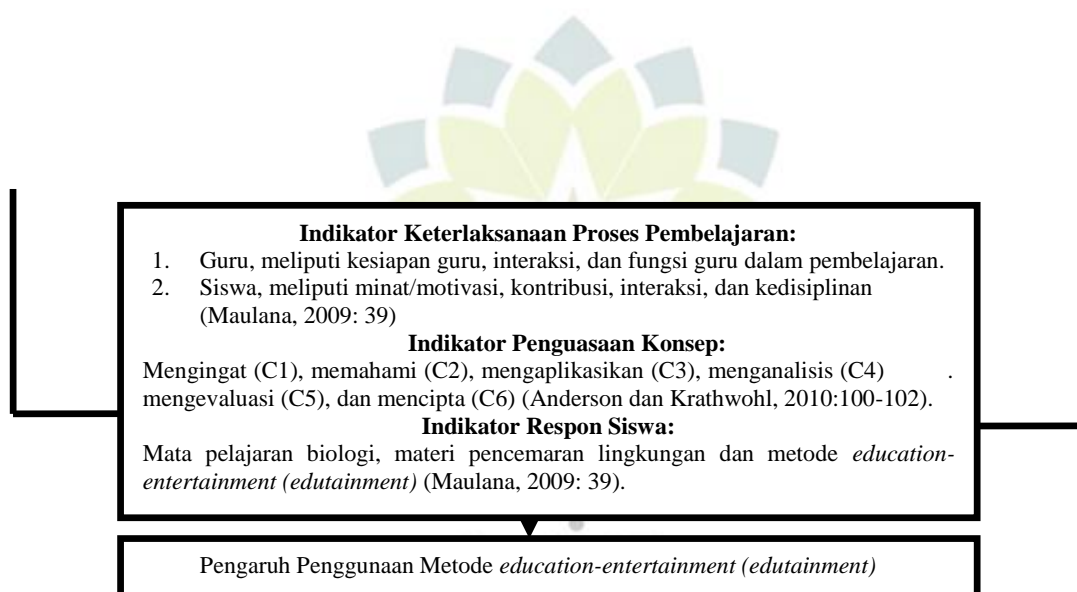 Indikator Keterlaksanaan Proses Pembelajaran:
1. Guru, meliputi kesiapan guru, interaksi, dan fungsi guru dalam pembelajaran.
2. Siswa, meliputi minat/motivasi, kontribusi, interaksi, dan kedisiplinan
(Maulana, 2009: 39)
Indikator Penguasaan Konsep:
Mengingat (C1), memahami (C2), mengaplikasikan (C3), menganalisis (C4) .
mengevaluasi (C5), dan mencipta (C6) (Anderson dan Krathwohl, 2010:100-102).
Indikator Respon Siswa:
Mata pelajaran biologi, materi pencemaran lingkungan dan metode education-
entertainment (edutainment) (Maulana, 2009: 39).
Pengaruh Penggunaan Metode education-entertainment (edutainment)